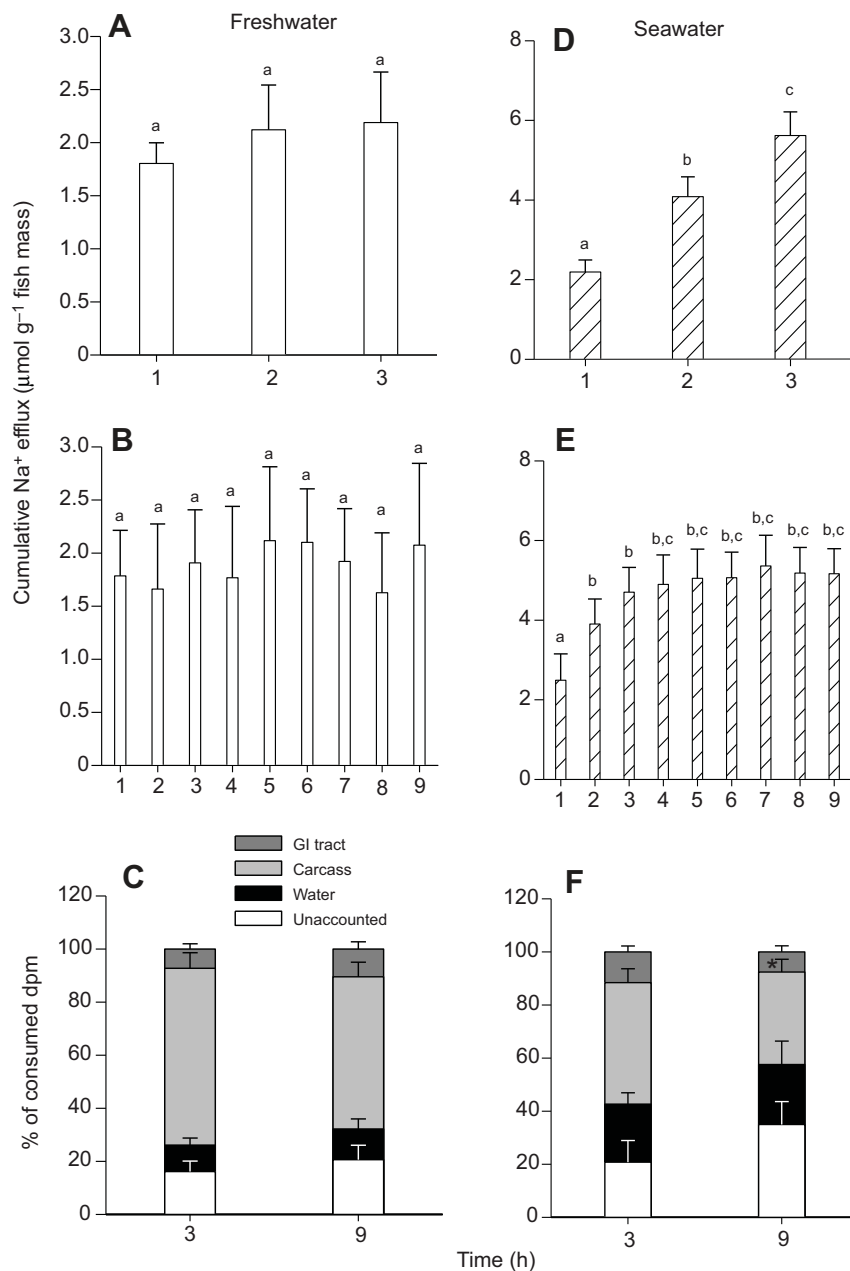 A
Freshwater
3.0
2.5
2.0
1.5
1.0
0.5
0
a
a
a
1 2 3
D
Seawater
8
6
4
2
0
a
b
c
1 2 3
Cumulative Na⁺ efflux (µmol g⁻¹ fish mass)
B
3.0
2.5
2.0
1.5
1.0
0.5
0
a a a a a a a a a
1 2 3 4 5 6 7 8 9
E
8
6
4
2
0
a b b b,c b,c b,c b,c b,c b,c
1 2 3 4 5 6 7 8 9
GI tract
Carcass
Water
Unaccounted
C
120
100
80
60
40
20
0
% of consumed dpm
3 9
F
120
100
80
60
40
20
0
*
3 9
Time (h)